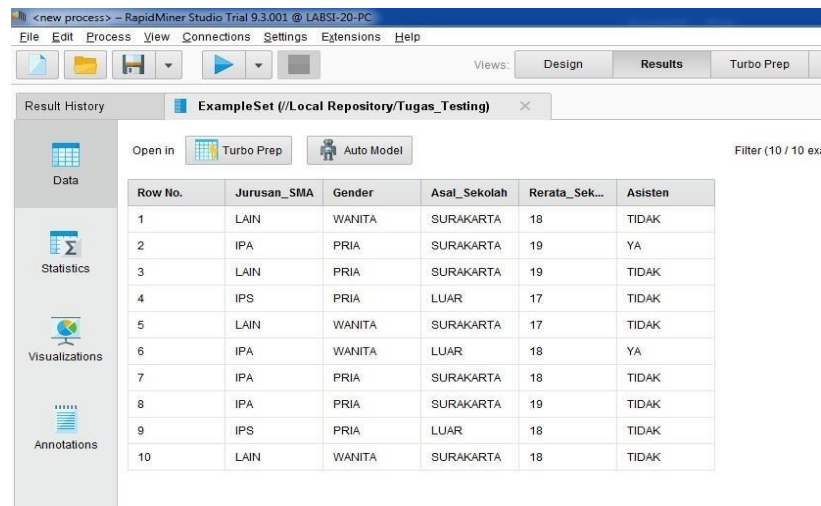 <new process> – RapidMiner Studio Trial 9.3.001 @ LABSI-20-PC
File Edit Process View Connections Settings Extensions Help
Views: Design Results Turbo Prep
Result History ExampleSet (//Local Repository/Tugas_Testing)
Open in Turbo Prep Auto Model Filter (10 / 10 exa
Data
Statistics
Visualizations
Annotations
Row No. Jurusan_SMA Gender Asal_Sekolah Rerata_Sek... Asisten
1 LAIN WANITA SURAKARTA 18 TIDAK
2 IPA PRIA SURAKARTA 19 YA
3 LAIN PRIA SURAKARTA 19 TIDAK
4 IPS PRIA LUAR 17 TIDAK
5 LAIN WANITA SURAKARTA 17 TIDAK
6 IPA WANITA LUAR 18 YA
7 IPA PRIA SURAKARTA 18 TIDAK
8 IPA PRIA SURAKARTA 19 TIDAK
9 IPS PRIA LUAR 18 TIDAK
10 LAIN WANITA SURAKARTA 18 TIDAK